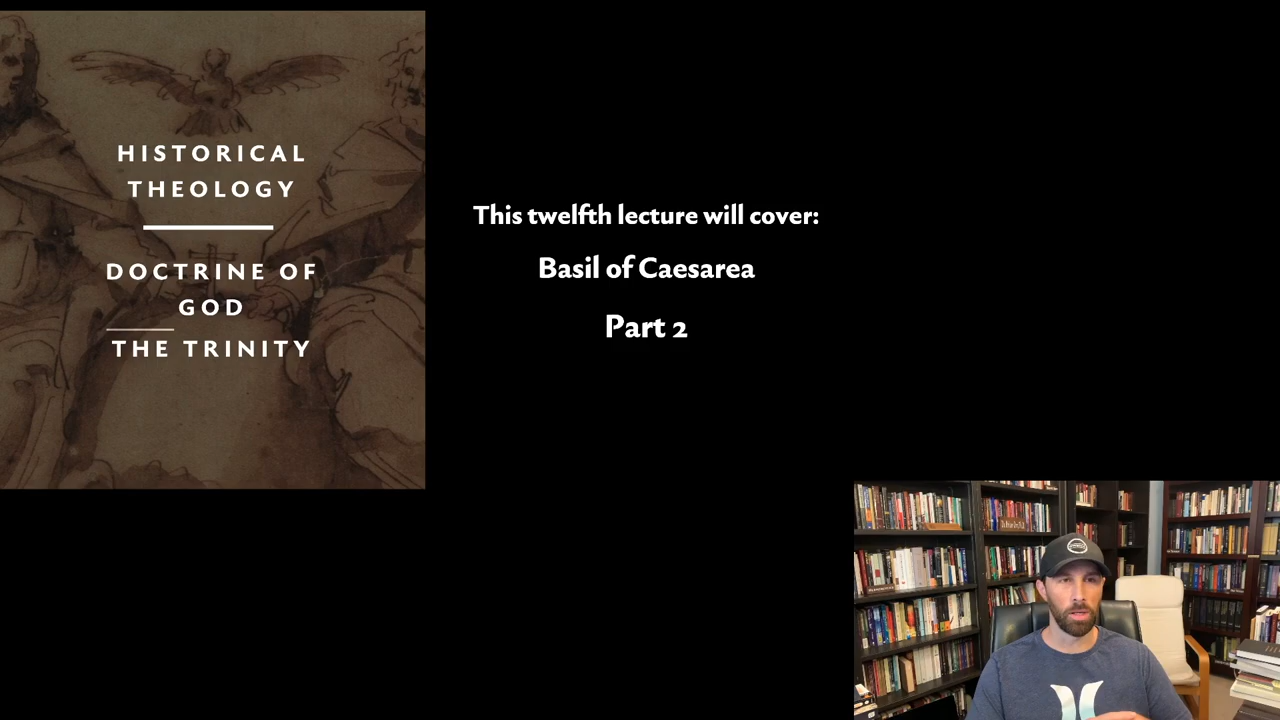 HISTORICAL
THEOLOGY
DOCTRINE OF
GOD
THE TRINITY
This twelfth lecture will cover:
Basil of Caesarea
Part 2